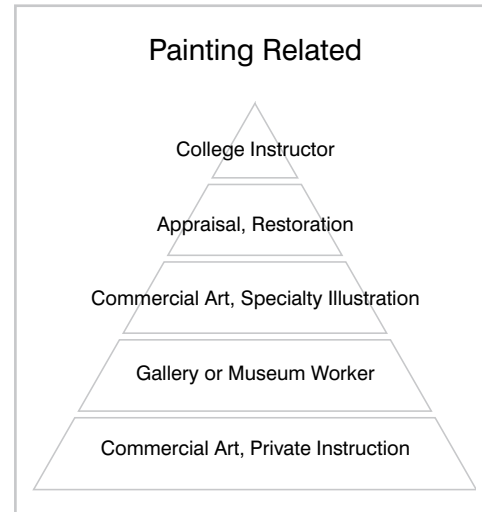 Painting Related
College Instructor
Appraisal, Restoration
Commercial Art, Specialty Illustration
Gallery or Museum Worker
Commercial Art, Private Instruction